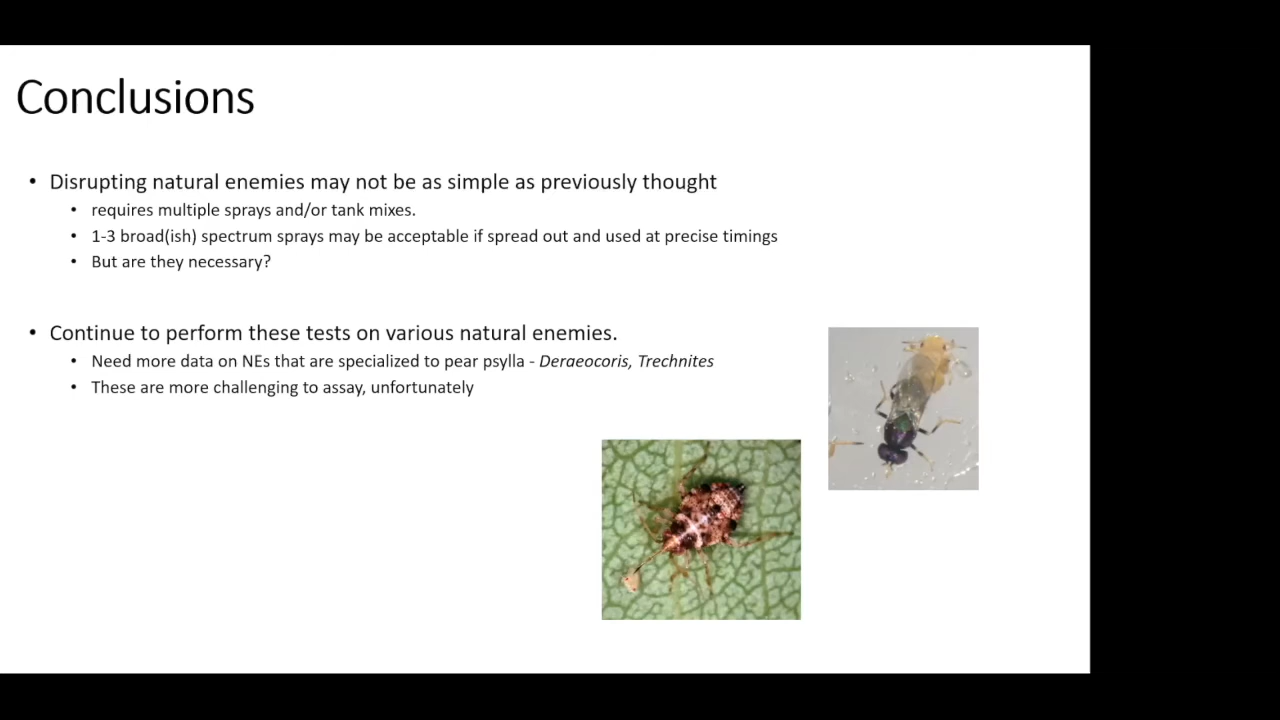 Conclusions
• Disrupting natural enemies may not be as simple as previously thought
• requires multiple sprays and/or tank mixes.
• 1-3 broad(ish) spectrum sprays may be acceptable if spread out and used at precise timings
• But are they necessary?
• Continue to perform these tests on various natural enemies.
• Need more data on NEs that are specialized to pear psylla - Deraeocoris, Trechnites
• These are more challenging to assay, unfortunately